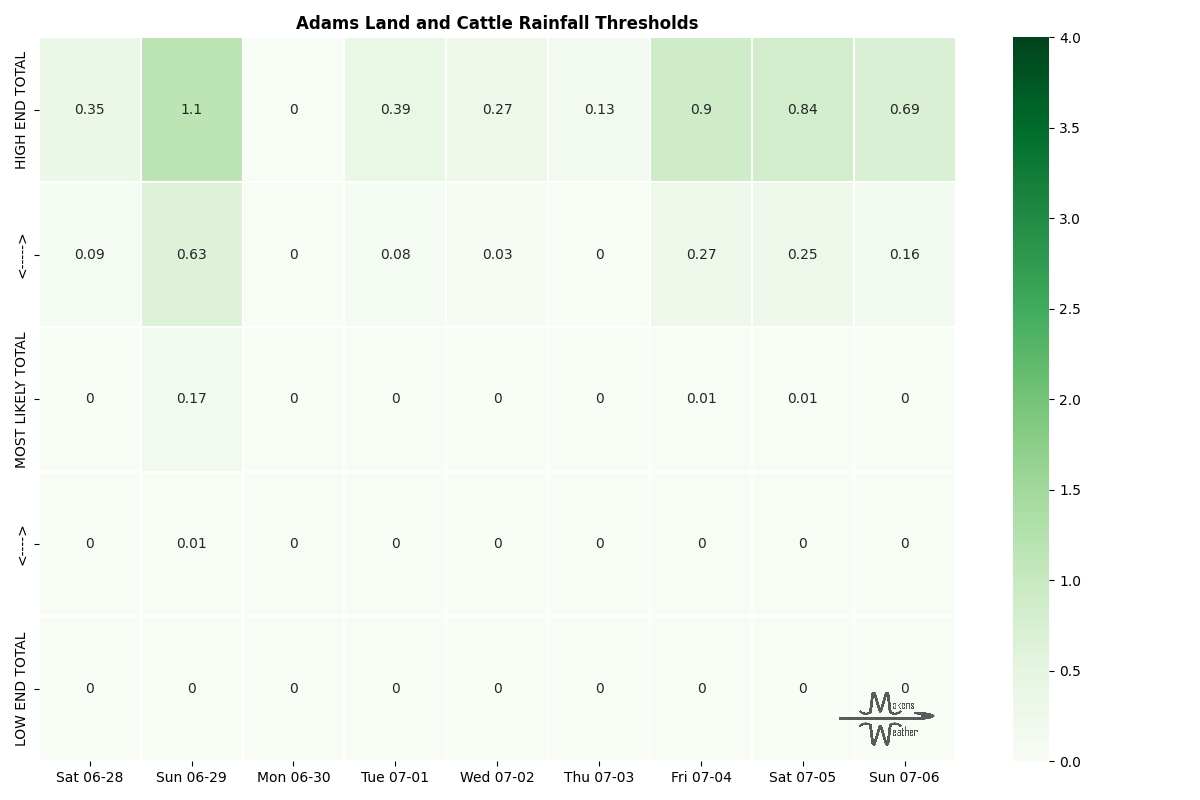 Adams Land and Cattle Rainfall Thresholds
HIGH END TOTAL
0.35 1.1 0 0.39 0.27 0.13 0.9 0.84 0.69
<----->
0.09 0.63 0 0.08 0.03 0 0.27 0.25 0.16
MOST LIKELY TOTAL
0 0.17 0 0 0 0 0.01 0.01 0
<---->
0 0.01 0 0 0 0 0 0 0
LOW END TOTAL
0 0 0 0 0 0 0 0 0
Makens
Weather
Sat 06-28 Sun 06-29 Mon 06-30 Tue 07-01 Wed 07-02 Thu 07-03 Fri 07-04 Sat 07-05 Sun 07-06
4.0
3.5
3.0
2.5
2.0
1.5
1.0
0.5
0.0